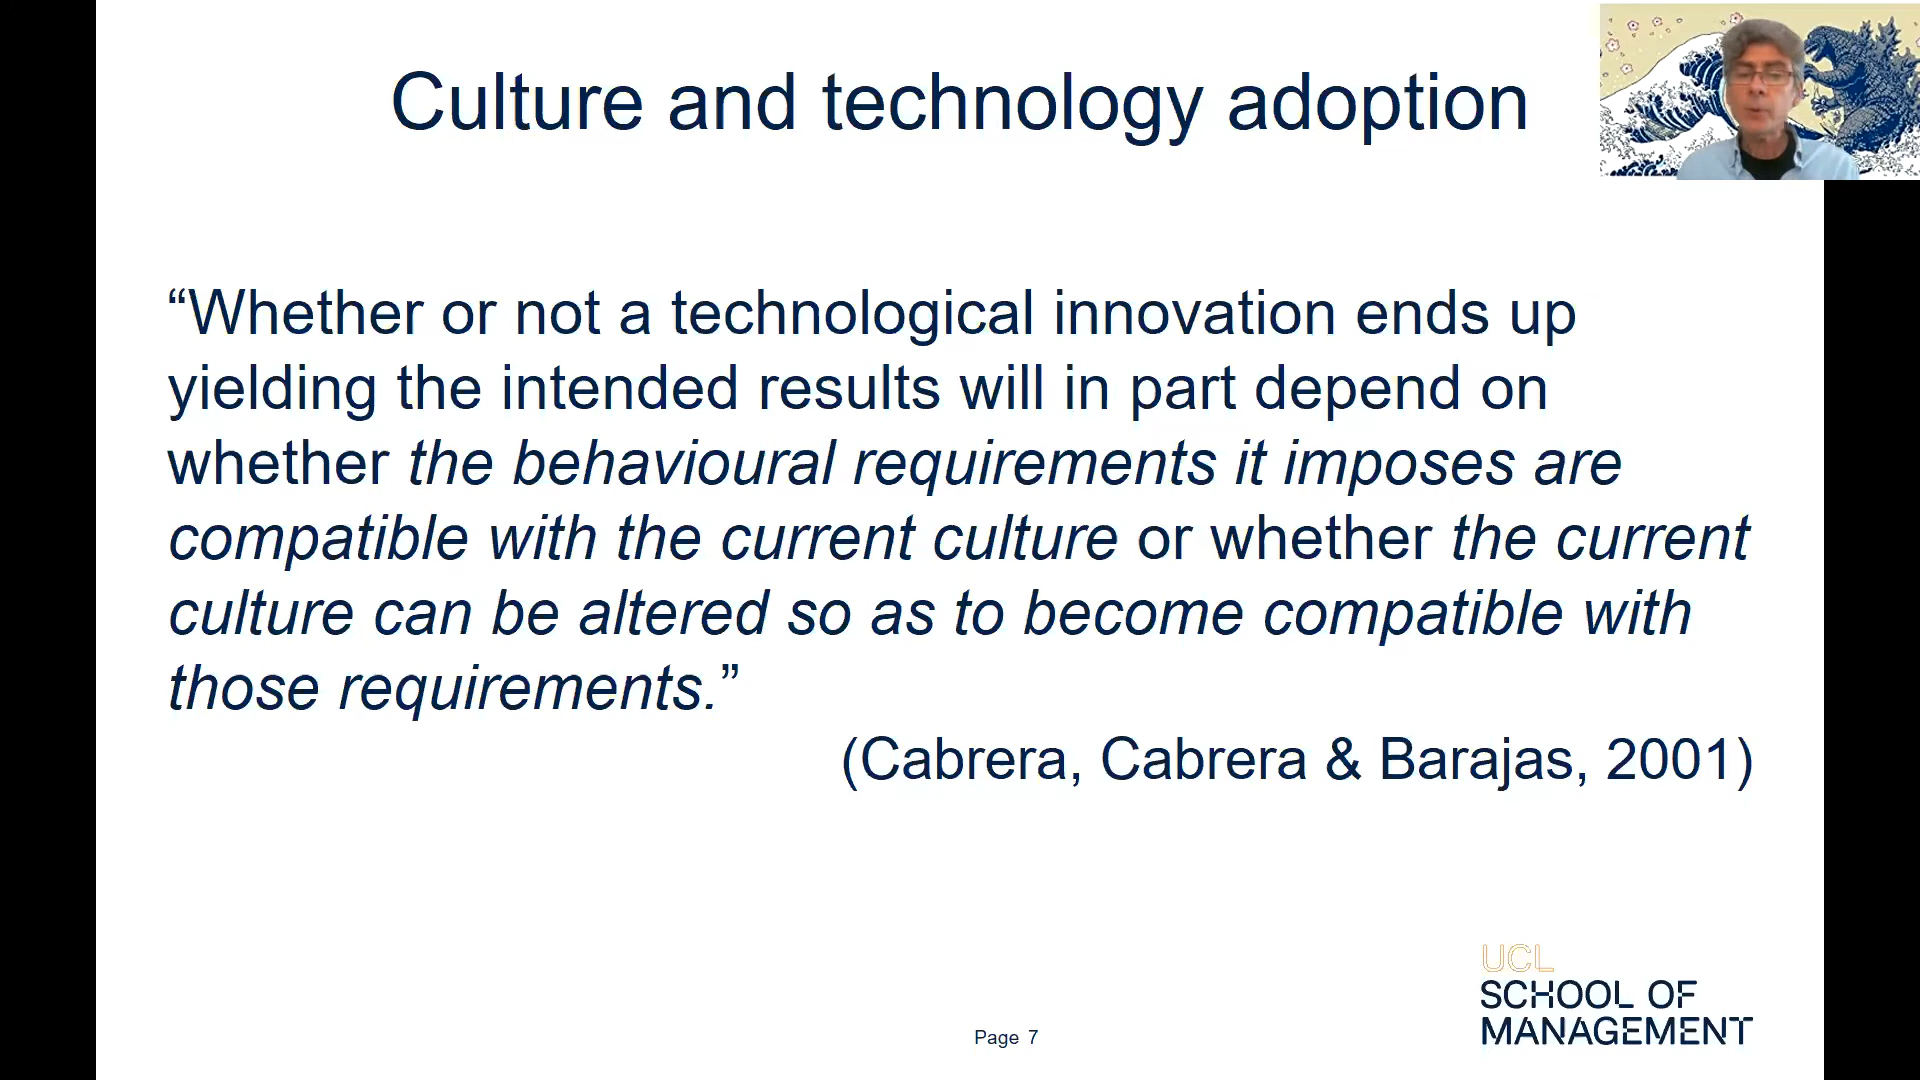 Culture and technology adoption
“Whether or not a technological innovation ends up
yielding the intended results will in part depend on
whether the behavioural requirements it imposes are
compatible with the current culture or whether the current
culture can be altered so as to become compatible with
those requirements.”
(Cabrera, Cabrera & Barajas, 2001)
UCL
SCHOOL OF
MANAGEMENT
Page 7